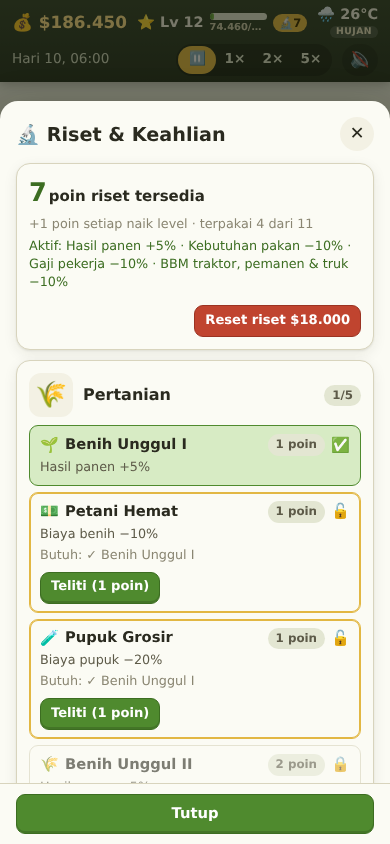 $186.450 Lv 12 74.460/... 7 26°C
HUJAN
Hari 10, 06:00 1× 2× 5×
Riset & Keahlian
7 poin riset tersedia
+1 poin setiap naik level · terpakai 4 dari 11
Aktif: Hasil panen +5% · Kebutuhan pakan −10% ·
Gaji pekerja −10% · BBM traktor, pemanen & truk
−10%
Reset riset $18.000
Pertanian 1/5
Benih Unggul I 1 poin
Hasil panen +5%
Petani Hemat 1 poin
Biaya benih −10%
Butuh: ✓ Benih Unggul I
Teliti (1 poin)
Pupuk Grosir 1 poin
Biaya pupuk −20%
Butuh: ✓ Benih Unggul I
Teliti (1 poin)
Benih Unggul II 2 poin
Tutup